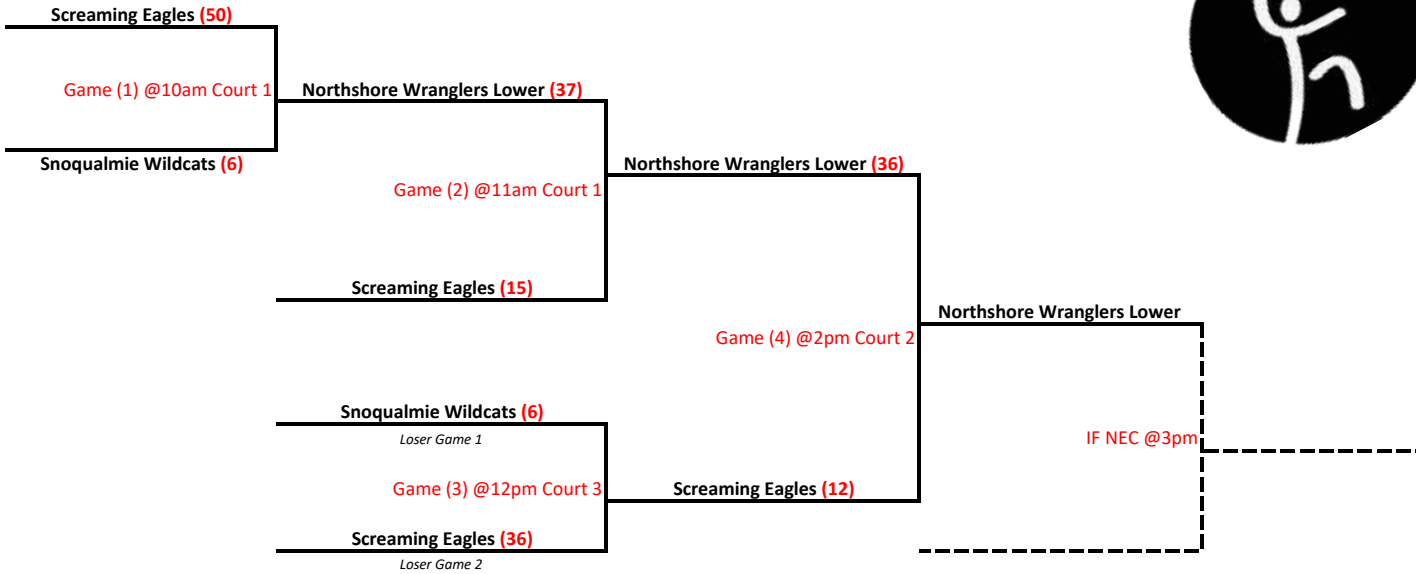 Screaming Eagles (50)
Game (1) @10am Court 1
Northshore Wranglers Lower (37)
Snoqualmie Wildcats (6)
Northshore Wranglers Lower (36)
Game (2) @11am Court 1
Screaming Eagles (15)
Northshore Wranglers Lower
Game (4) @2pm Court 2
Snoqualmie Wildcats (6)
Loser Game 1
IF NEC @3pm
Game (3) @12pm Court 3
Screaming Eagles (12)
Screaming Eagles (36)
Loser Game 2